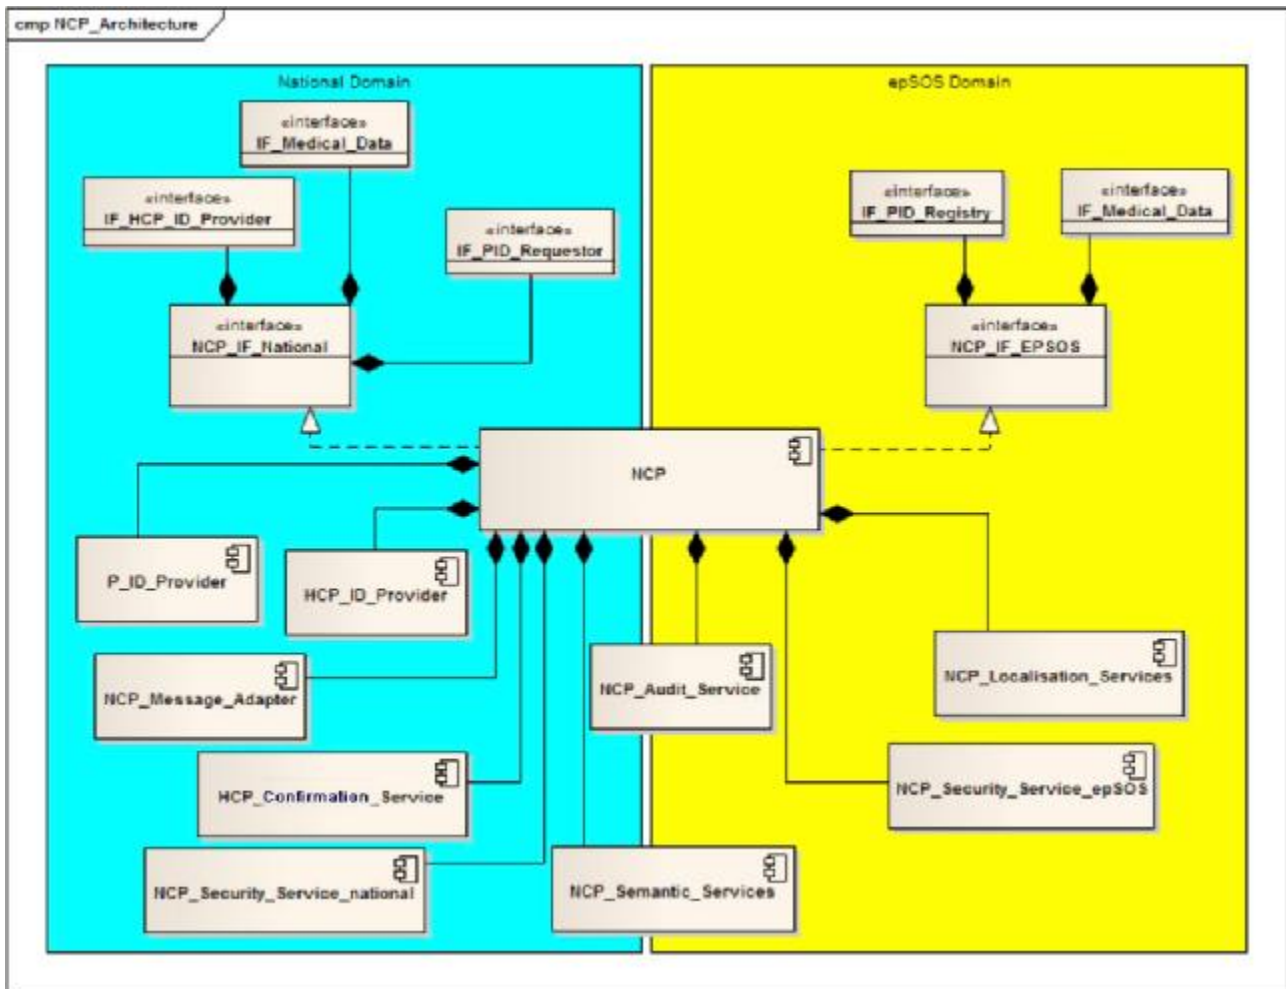 cmp NCP_Architecture
National Domain
epSOS Domain
«interface»
IF_Medical_Data
«interface»
IF_HCP_ID_Provider
«interface»
IF_PID_Requestor
«interface»
IF_PID_Registry
«interface»
IF_Medical_Data
«interface»
NCP_IF_National
«interface»
NCP_IF_EPSOS
NCP
P_ID_Provider
HCP_ID_Provider
NCP_Message_Adapter
NCP_Audit_Service
NCP_Localisation_Services
HCP_Confirmation_Service
NCP_Security_Service_epSOS
NCP_Security_Service_national
NCP_Semantic_Services